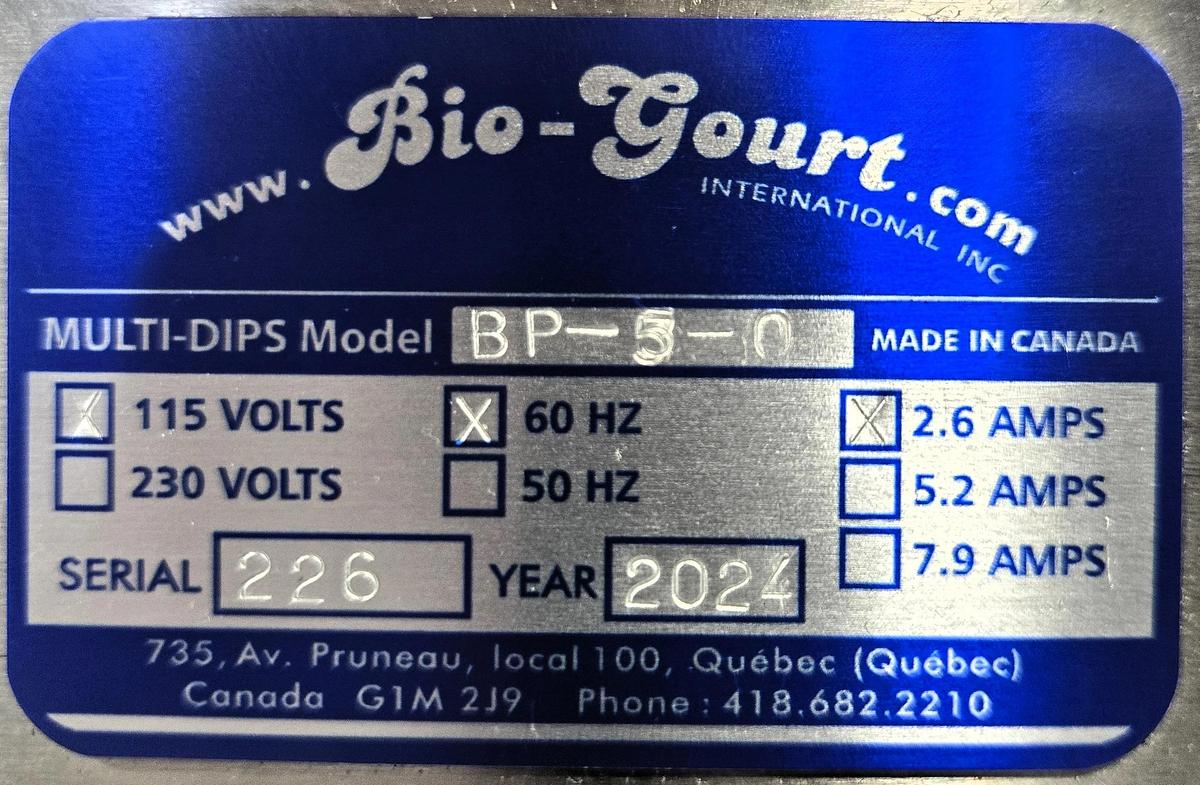 www.Bio-Gourt.com
INTERNATIONAL INC
MULTI-DIPS Model BP-5-0 MADE IN CANADA
X 115 VOLTS X 60 HZ X 2.6 AMPS
230 VOLTS 50 HZ 5.2 AMPS
7.9 AMPS
SERIAL 226 YEAR 2024
735, Av. Pruneau, local 100, Québec (Québec)
Canada G1M 2J9 Phone : 418.682.2210